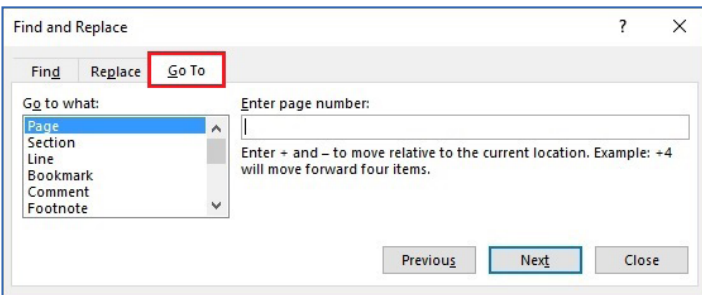 Find and Replace ? ×
Find Replace Go To
Go to what: Enter page number:
Page
Section
Line
Bookmark
Comment
Footnote
Enter + and – to move relative to the current location. Example: +4
will move forward four items.
Previous Next Close